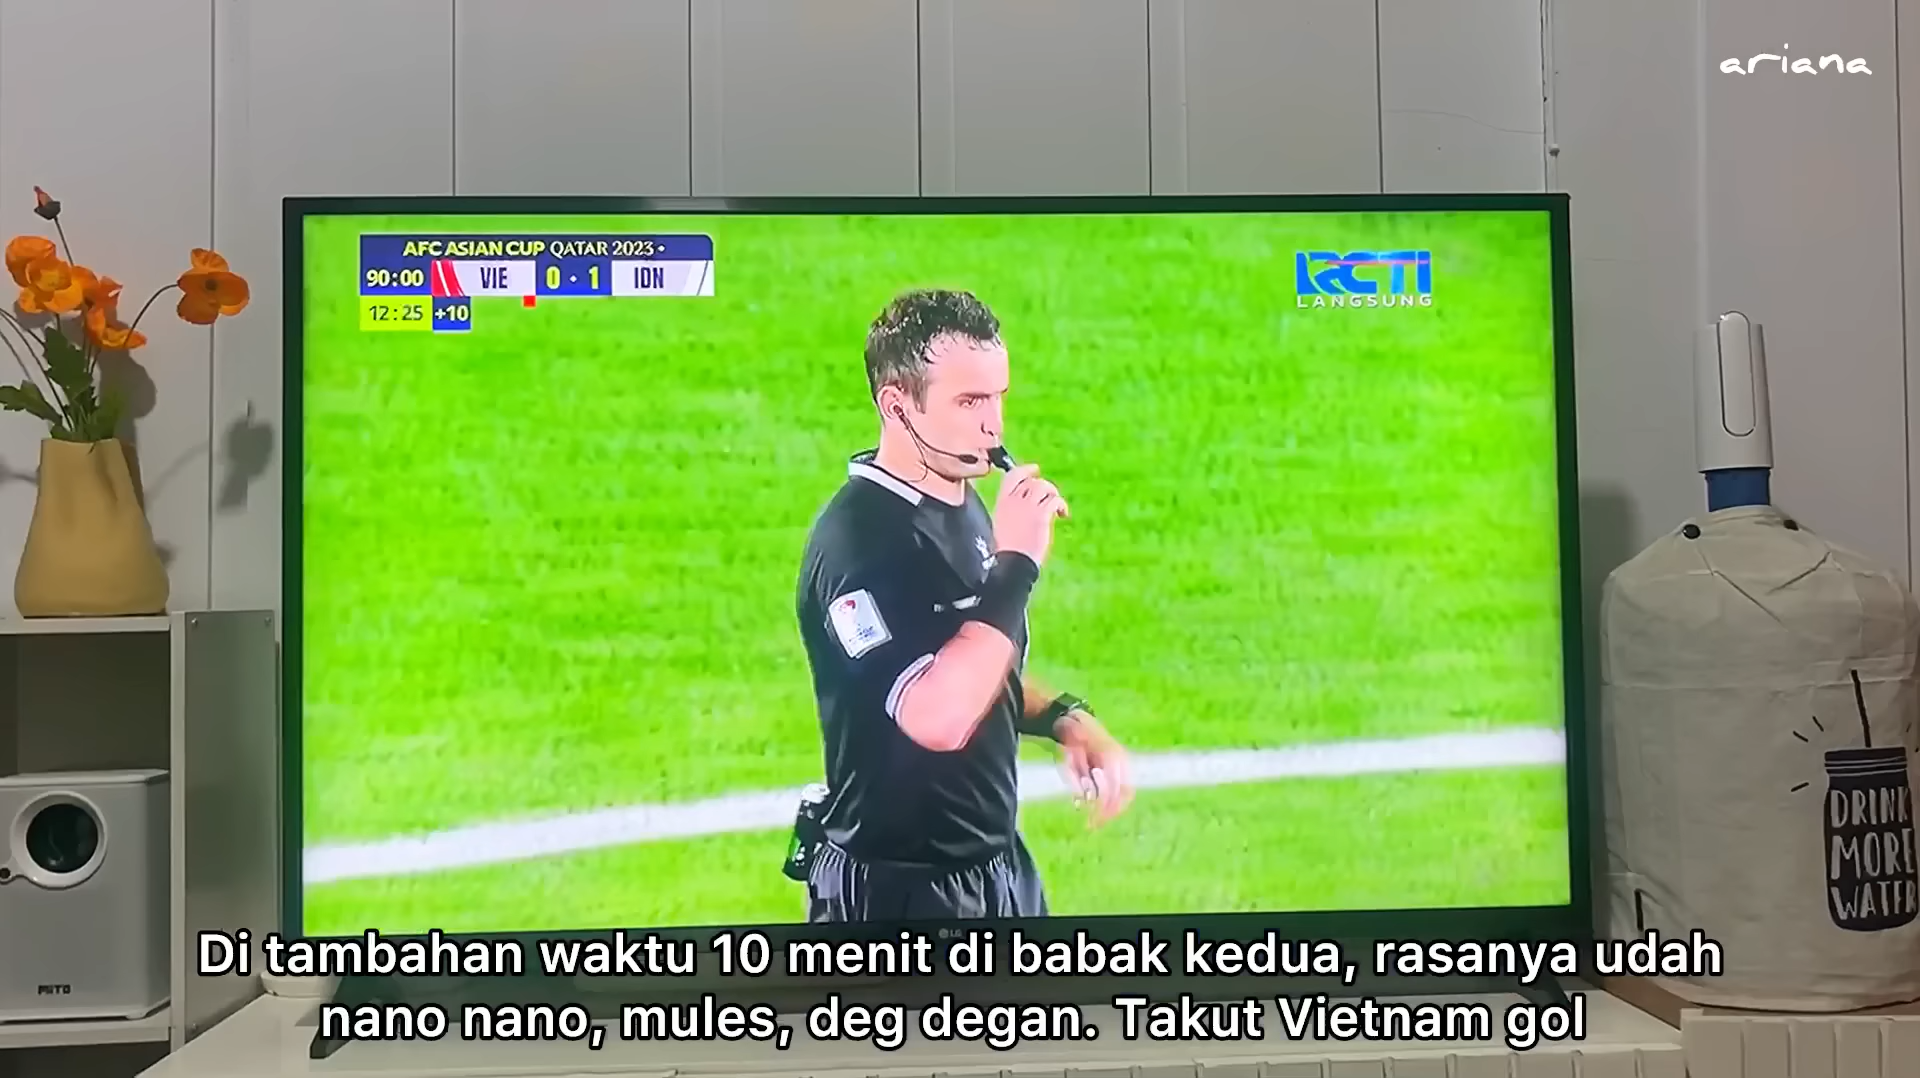 ariana
AFC ASIAN CUP QATAR 2023
90:00 VIE 0 - 1 IDN
12:25 +10
RCTI
LANGSUNG
DRINK
MORE
WATER
MITO
LG
Di tambahan waktu 10 menit di babak kedua, rasanya udah
nano nano, mules, deg degan. Takut Vietnam gol